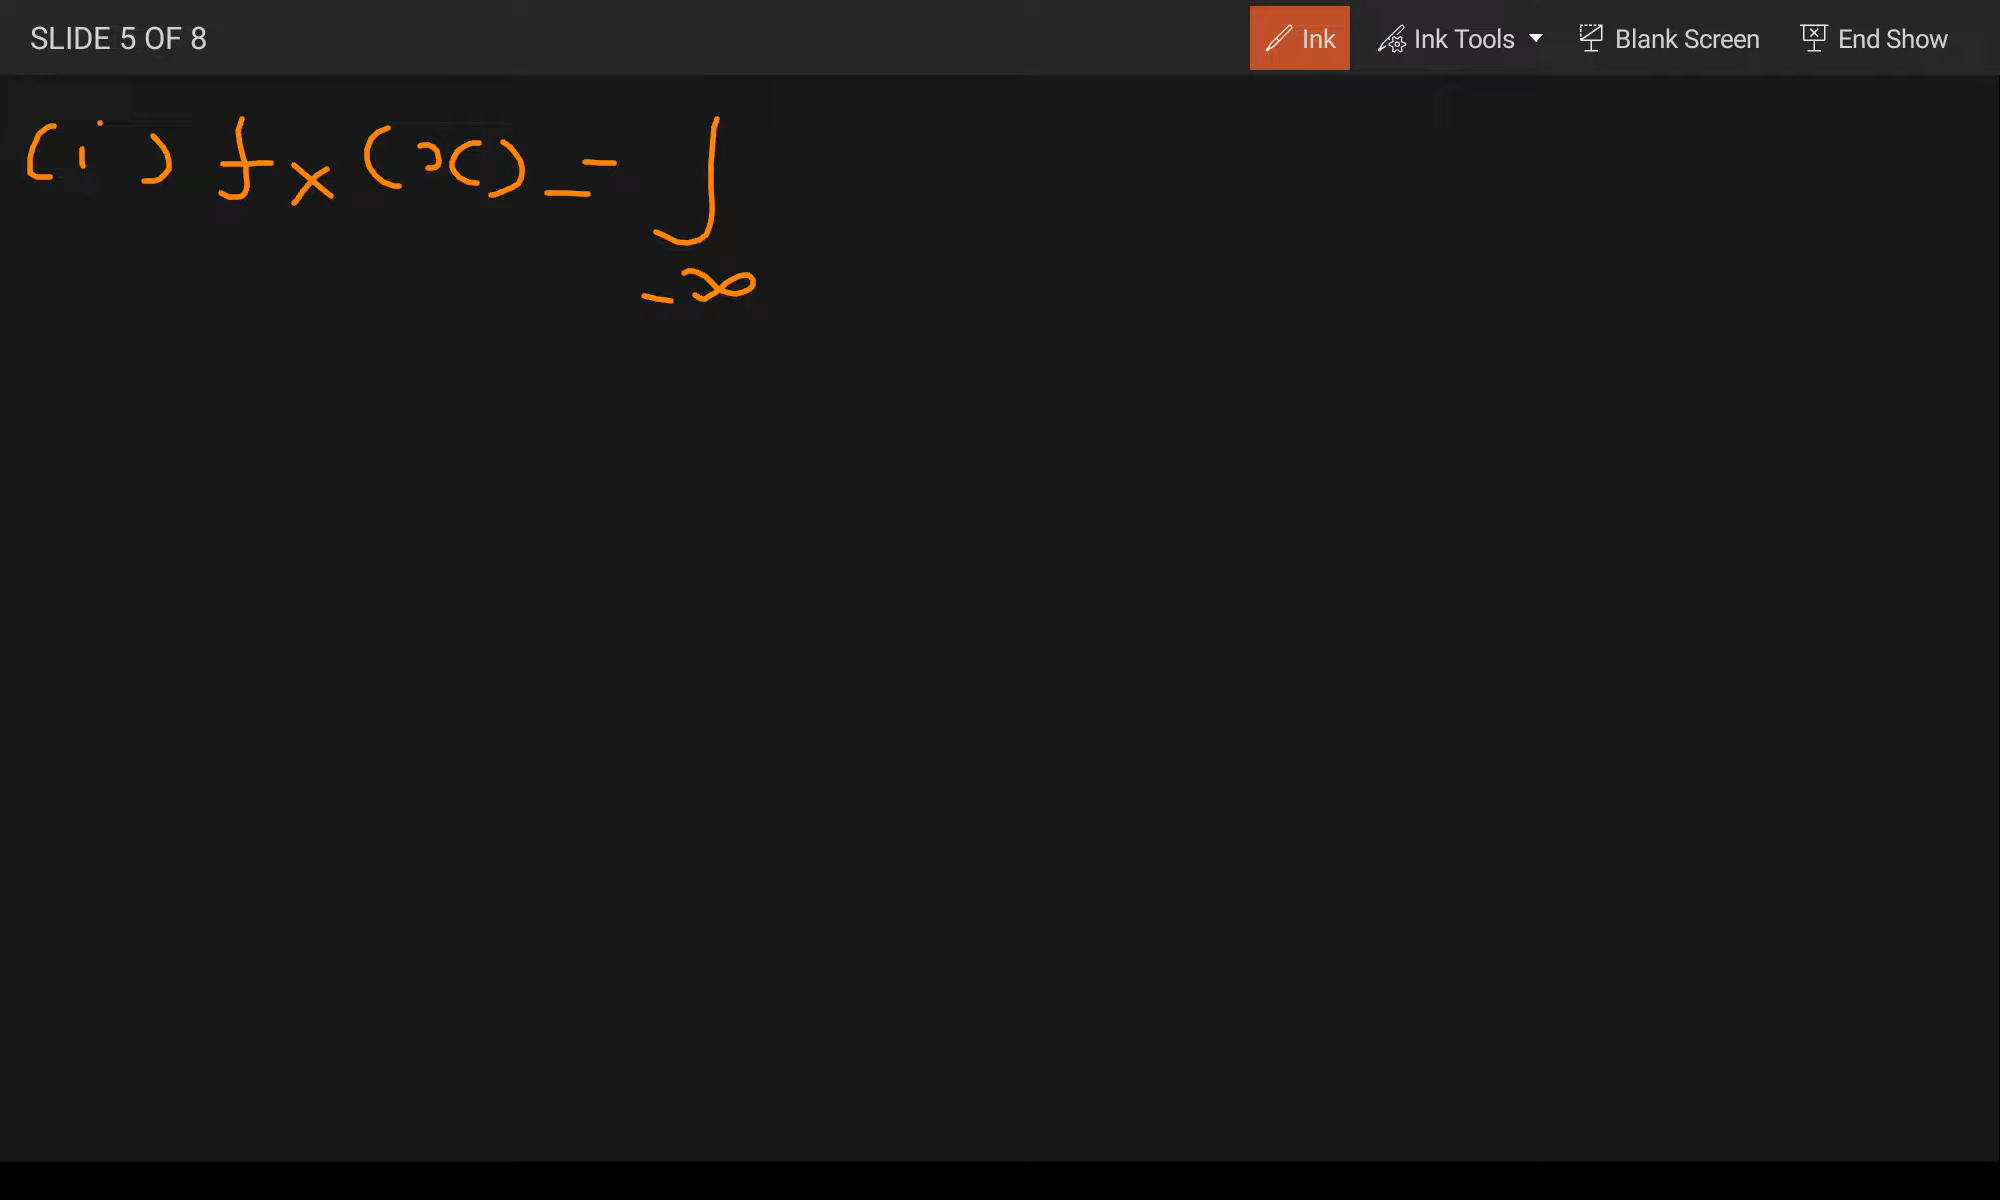 SLIDE 5 OF 8 Ink Ink Tools Blank Screen End Show
(i) fx(x) = ∫
-∞